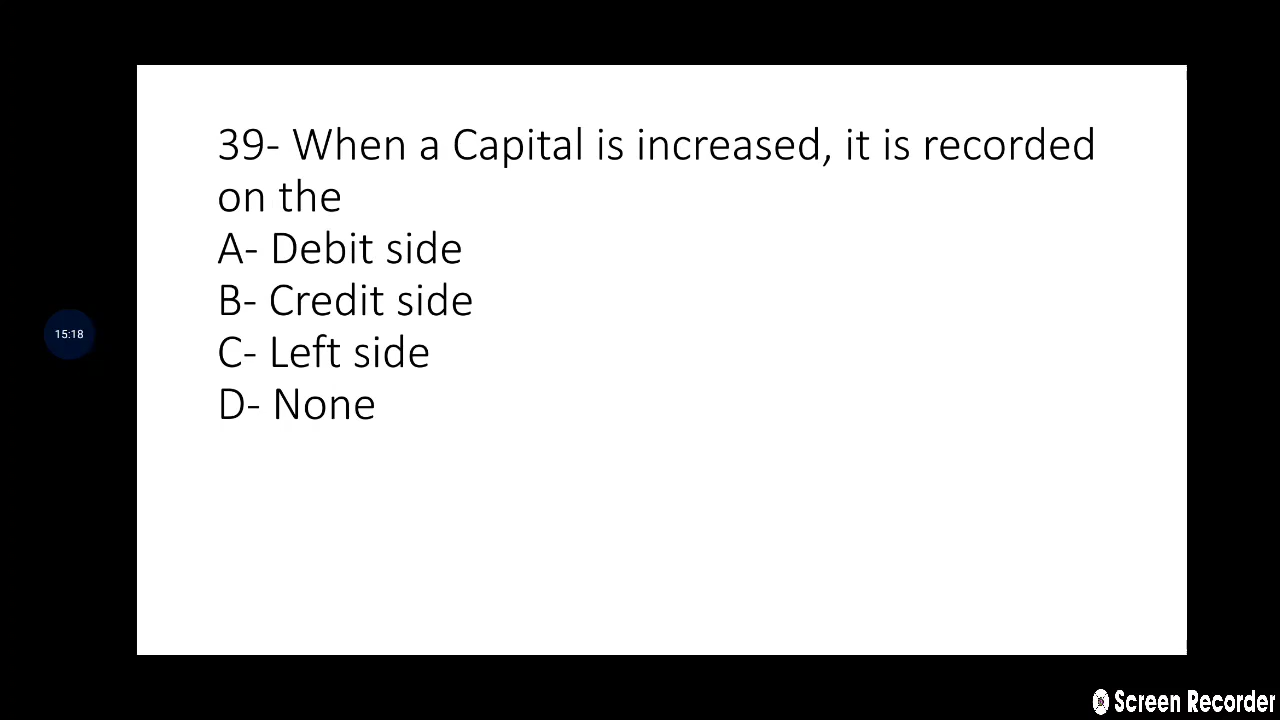 39- When a Capital is increased, it is recorded
on the
A- Debit side
B- Credit side
C- Left side
D- None
15:18
Screen Recorder